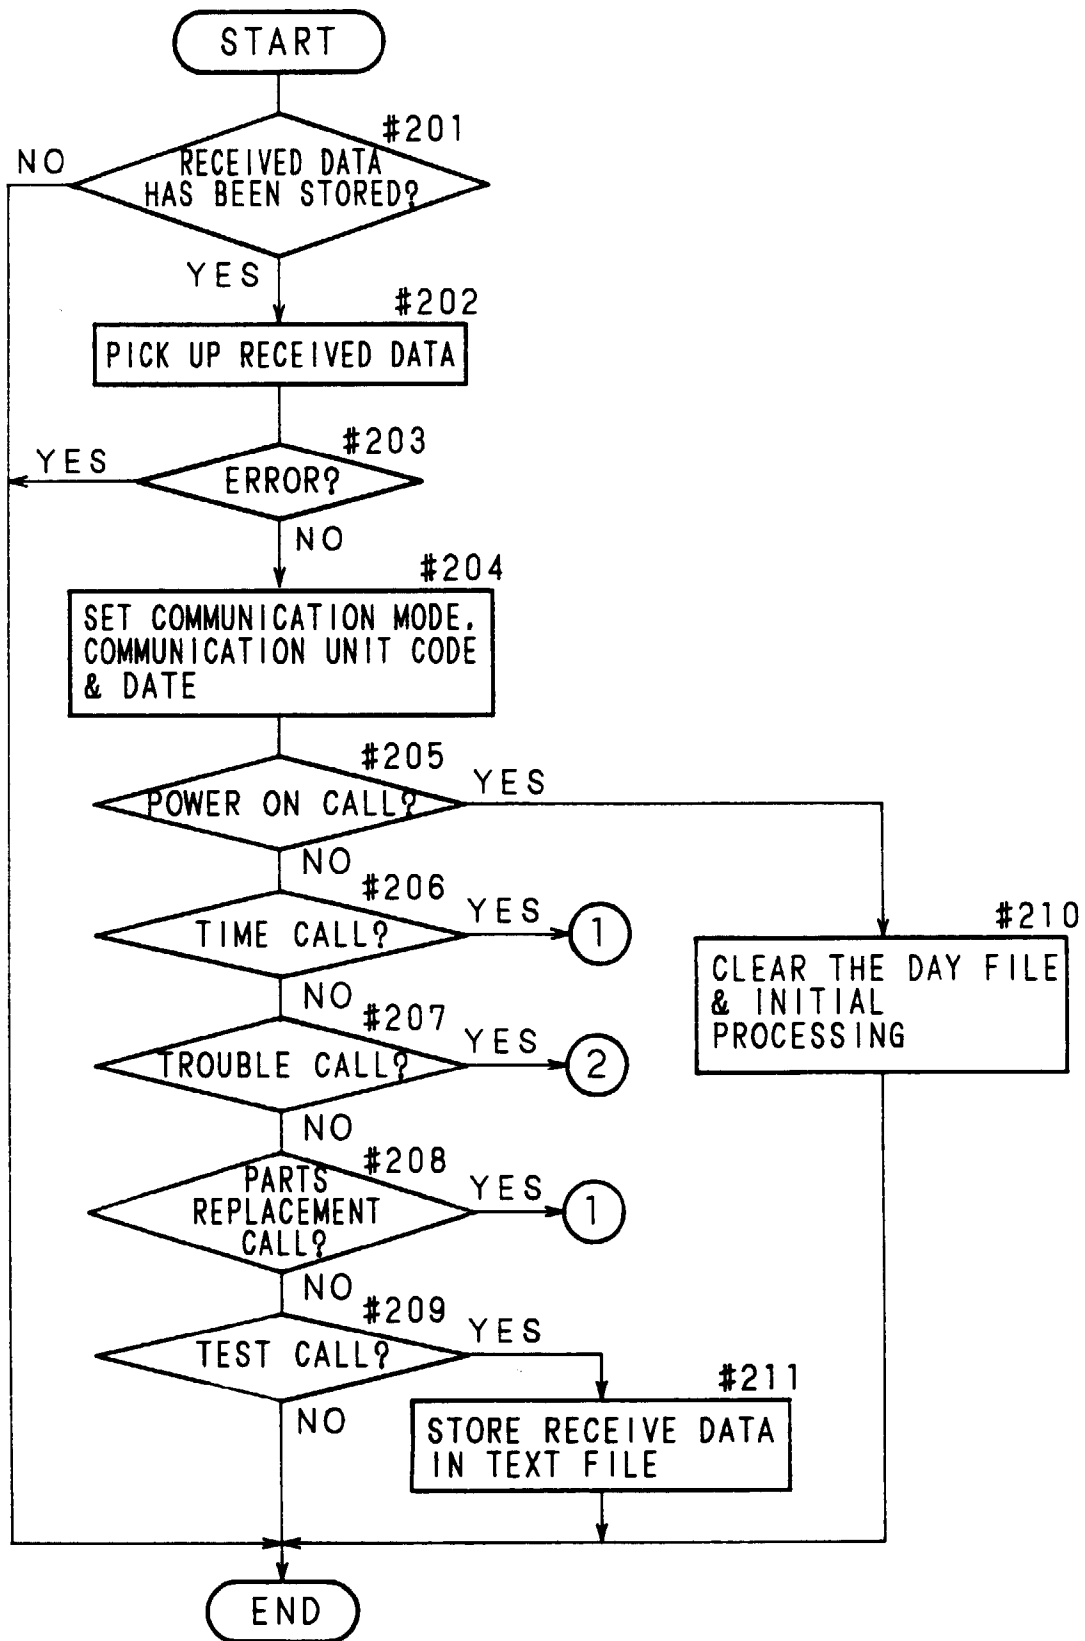 START
#201
NO
RECEIVED DATA
HAS BEEN STORED?
YES
#202
PICK UP RECEIVED DATA
#203
YES
ERROR?
NO
#204
SET COMMUNICATION MODE.
COMMUNICATION UNIT CODE
& DATE
#205
YES
POWER ON CALL?
NO
#206
YES
TIME CALL?
1
#210
CLEAR THE DAY FILE
& INITIAL
PROCESSING
NO
#207
YES
TROUBLE CALL?
2
NO
#208
PARTS
REPLACEMENT
CALL?
YES
1
NO
#209
YES
TEST CALL?
#211
NO
STORE RECEIVE DATA
IN TEXT FILE
END